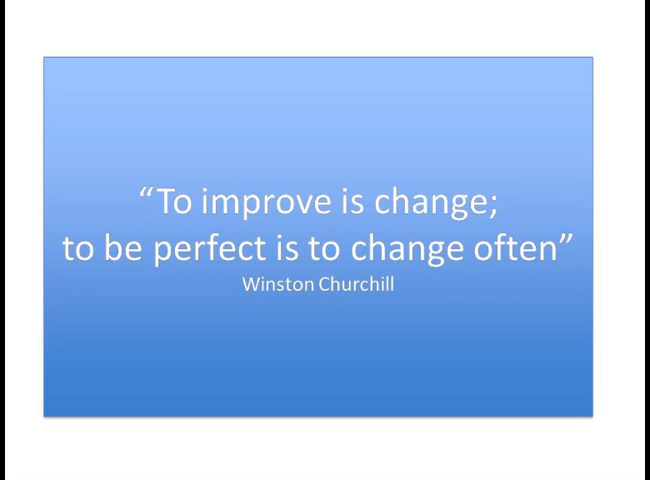 “To improve is change;
to be perfect is to change often”
Winston Churchill